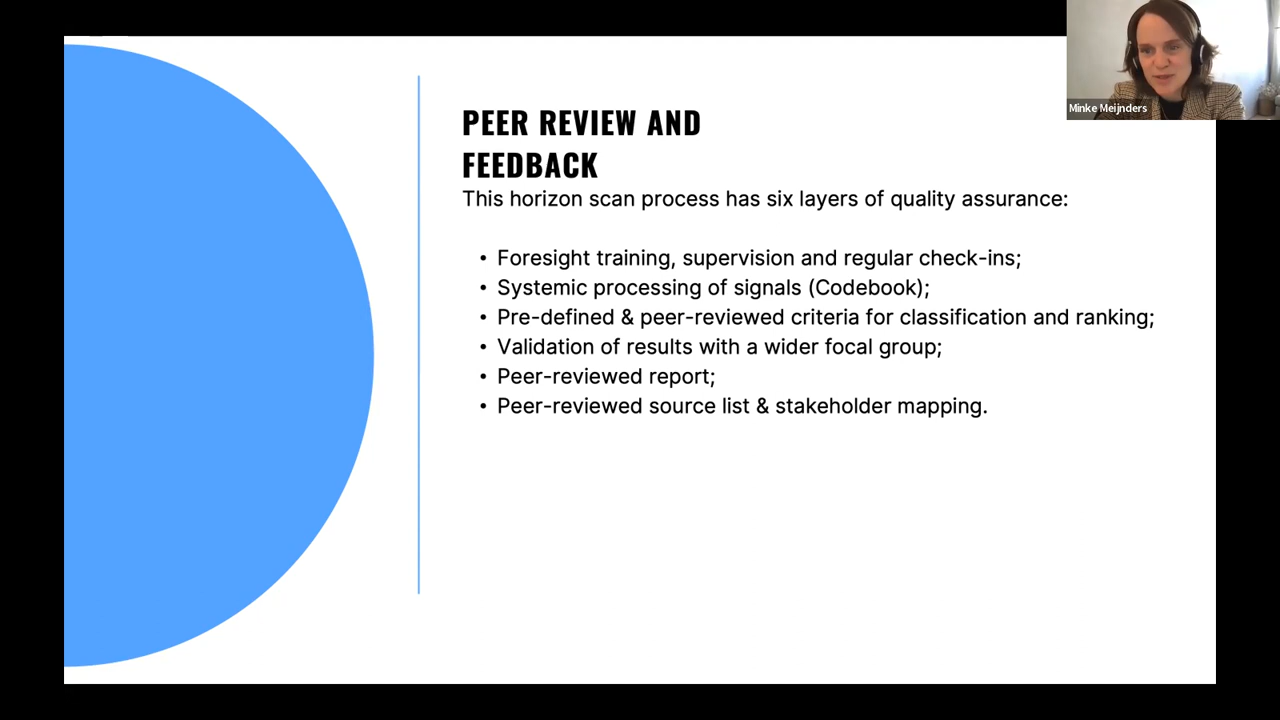 PEER REVIEW AND
FEEDBACK
This horizon scan process has six layers of quality assurance:
• Foresight training, supervision and regular check-ins;
• Systemic processing of signals (Codebook);
• Pre-defined & peer-reviewed criteria for classification and ranking;
• Validation of results with a wider focal group;
• Peer-reviewed report;
• Peer-reviewed source list & stakeholder mapping.
Minke Meijnders